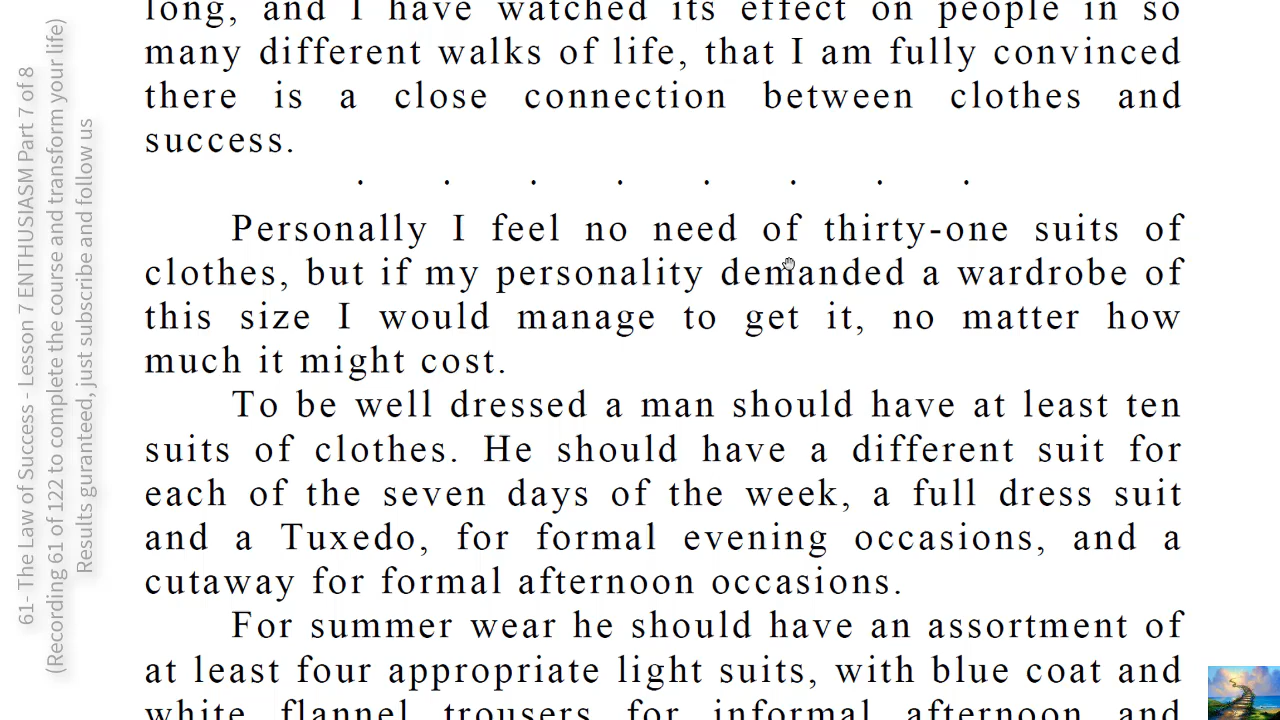 long, and I have watched its effect on people in so
many different walks of life, that I am fully convinced
there is a close connection between clothes and
success.
. . . . . . . .
Personally I feel no need of thirty-one suits of
clothes, but if my personality demanded a wardrobe of
this size I would manage to get it, no matter how
much it might cost.
To be well dressed a man should have at least ten
suits of clothes. He should have a different suit for
each of the seven days of the week, a full dress suit
and a Tuxedo, for formal evening occasions, and a
cutaway for formal afternoon occasions.
For summer wear he should have an assortment of
at least four appropriate light suits, with blue coat and
white flannel trousers for informal afternoon and
61- The Law of Success - Lesson 7 ENTHUSIASM Part 7 of 8
(Recording 61 of 122 to complete the course and transform your life)
Results guranteed, just subscribe and follow us